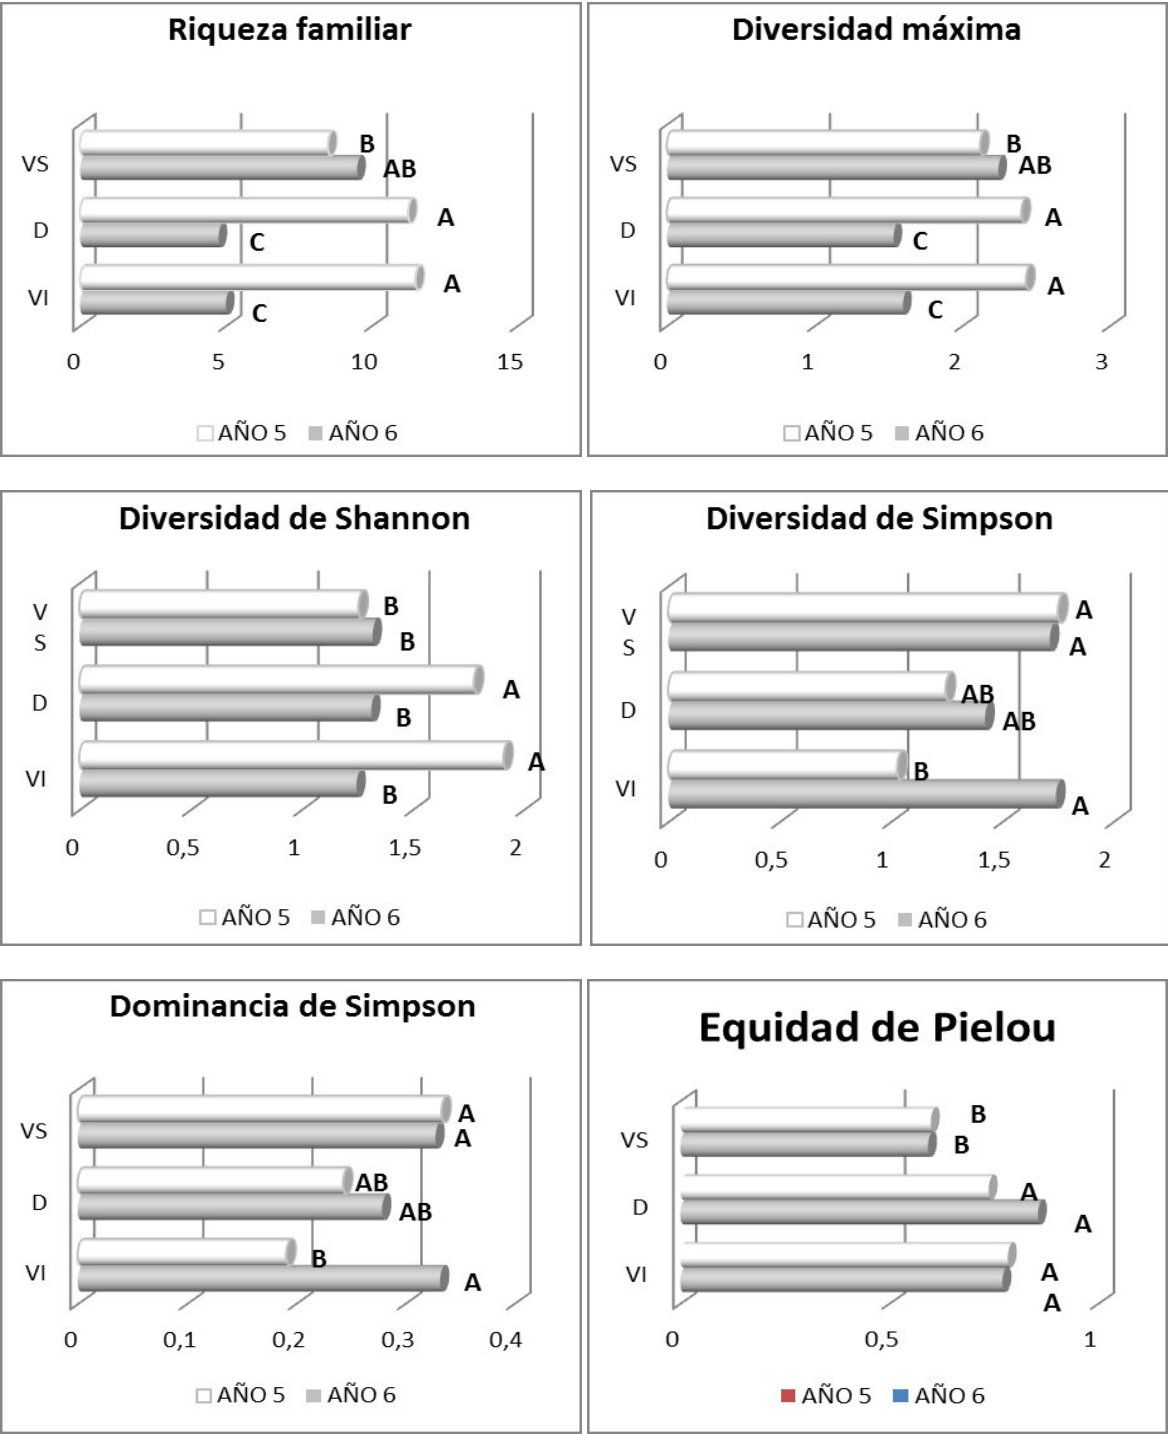 Riqueza familiar
VS
B
AB
D
A
C
VI
A
C
0 5 10 15
AÑO 5 AÑO 6
Diversidad máxima
VS
B
AB
D
A
C
VI
A
C
0 1 2 3
AÑO 5 AÑO 6
Diversidad de Shannon
V
S
B
B
D
A
B
VI
A
B
0 0,5 1 1,5 2
AÑO 5 AÑO 6
Diversidad de Simpson
V
S
A
A
D
AB
AB
VI
B
A
0 0,5 1 1,5 2
AÑO 5 AÑO 6
Dominancia de Simpson
VS
A
A
D
AB
AB
VI
B
A
0 0,1 0,2 0,3 0,4
AÑO 5 AÑO 6
Equidad de Pielou
VS
B
B
D
A
A
VI
A
A
0 0,5 1
AÑO 5 AÑO 6